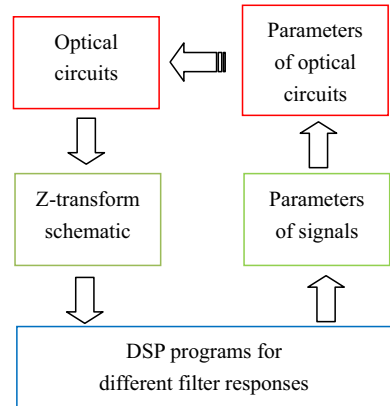 Optical
circuits
Parameters
of optical
circuits
Z-transform
schematic
Parameters
of signals
DSP programs for
different filter responses